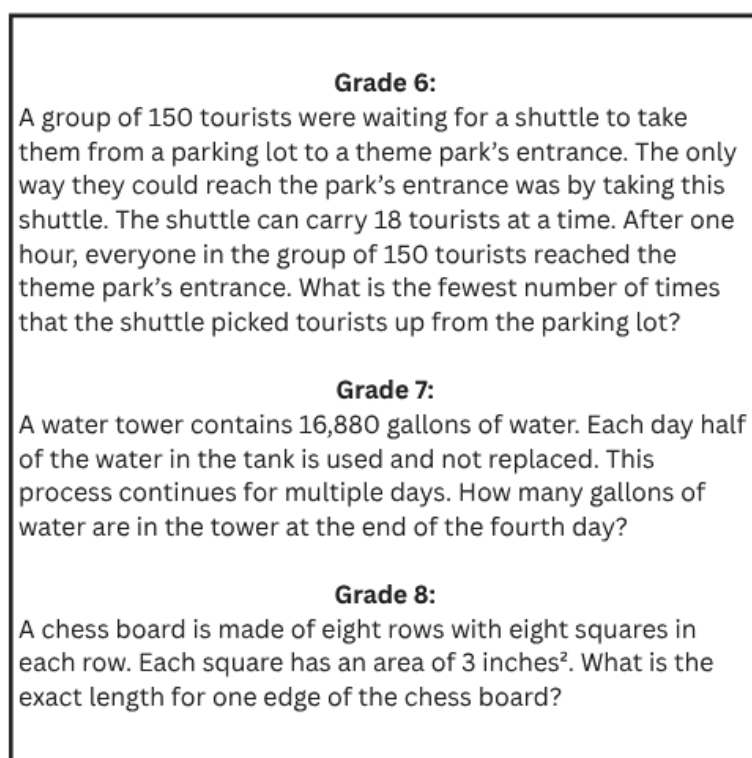 Grade 6:
A group of 150 tourists were waiting for a shuttle to take
them from a parking lot to a theme park's entrance. The only
way they could reach the park's entrance was by taking this
shuttle. The shuttle can carry 18 tourists at a time. After one
hour, everyone in the group of 150 tourists reached the
theme park's entrance. What is the fewest number of times
that the shuttle picked tourists up from the parking lot?
Grade 7:
A water tower contains 16,880 gallons of water. Each day half
of the water in the tank is used and not replaced. This
process continues for multiple days. How many gallons of
water are in the tower at the end of the fourth day?
Grade 8:
A chess board is made of eight rows with eight squares in
each row. Each square has an area of 3 inches². What is the
exact length for one edge of the chess board?